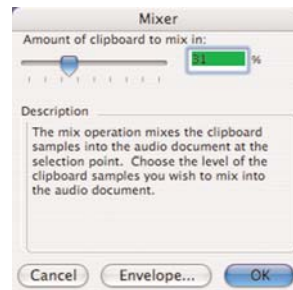 Mixer
Amount of clipboard to mix in:
31 %
Description
The mix operation mixes the clipboard
samples into the audio document at the
selection point. Choose the level of the
clipboard samples you wish to mix into
the audio document.
Cancel Envelope... OK